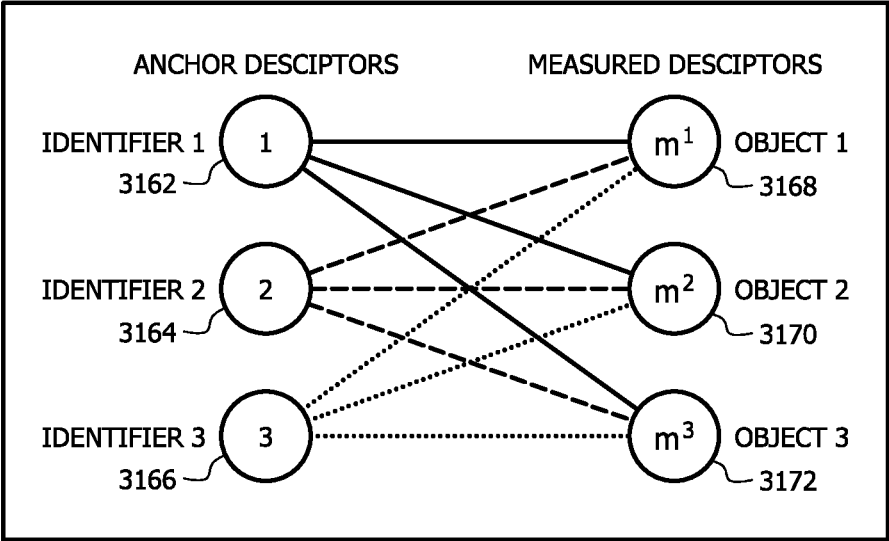 ANCHOR DESCIPTORS MEASURED DESCIPTORS
IDENTIFIER 1 1 m¹ OBJECT 1
3162 3168
IDENTIFIER 2 2 m² OBJECT 2
3164 3170
IDENTIFIER 3 3 m³ OBJECT 3
3166 3172